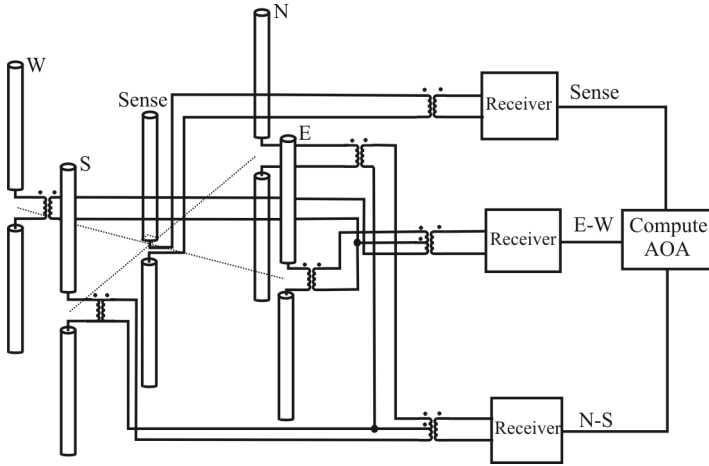 N
W
Sense
Receiver
Sense
E
S
Receiver
E-W
Compute
AOA
Receiver
N-S